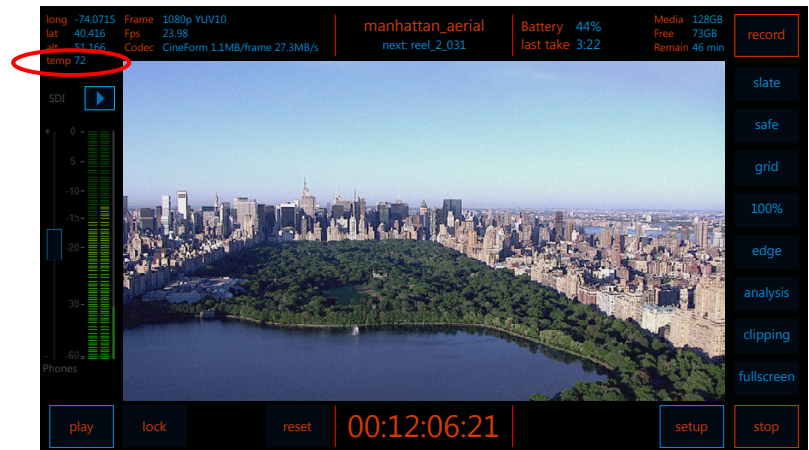 long -74.0715
lat 40.416
alt 51.166
temp 72
Frame 1080p YUV10
Fps 23.98
Codec CineForm 1.1MB/frame 27.3MB/s
manhattan_aerial
next: reel_2_031
Battery 44%
last take 3:22
Media 128GB
Free 73GB
Remain 46 min
record
SDI
slate
safe
grid
100%
edge
analysis
clipping
fullscreen
+ 0 -
5 -
-10-
-15-
-20-
30-
- -60-
Phones
play
lock
reset
00:12:06:21
setup
stop